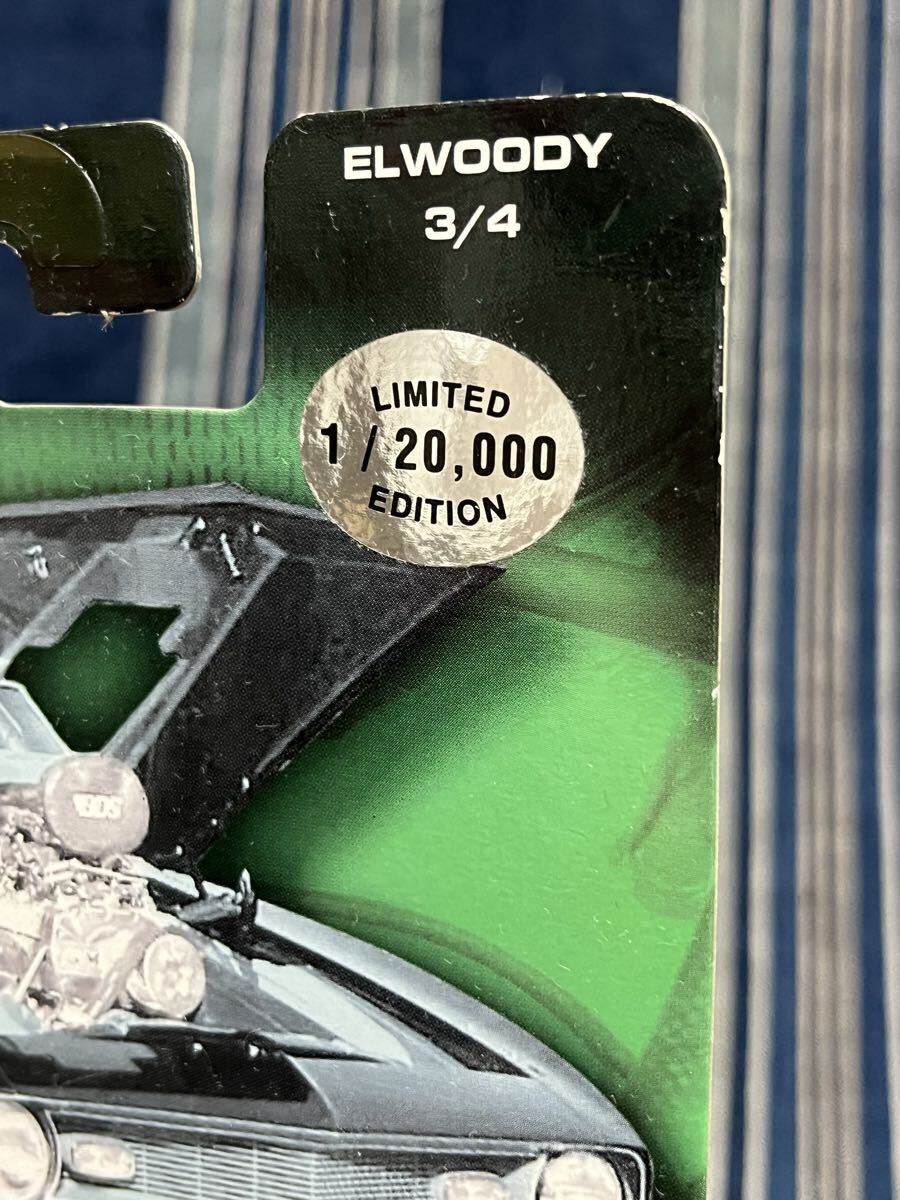 ELWOODY
3/4
LIMITED
1 / 20,000
EDITION